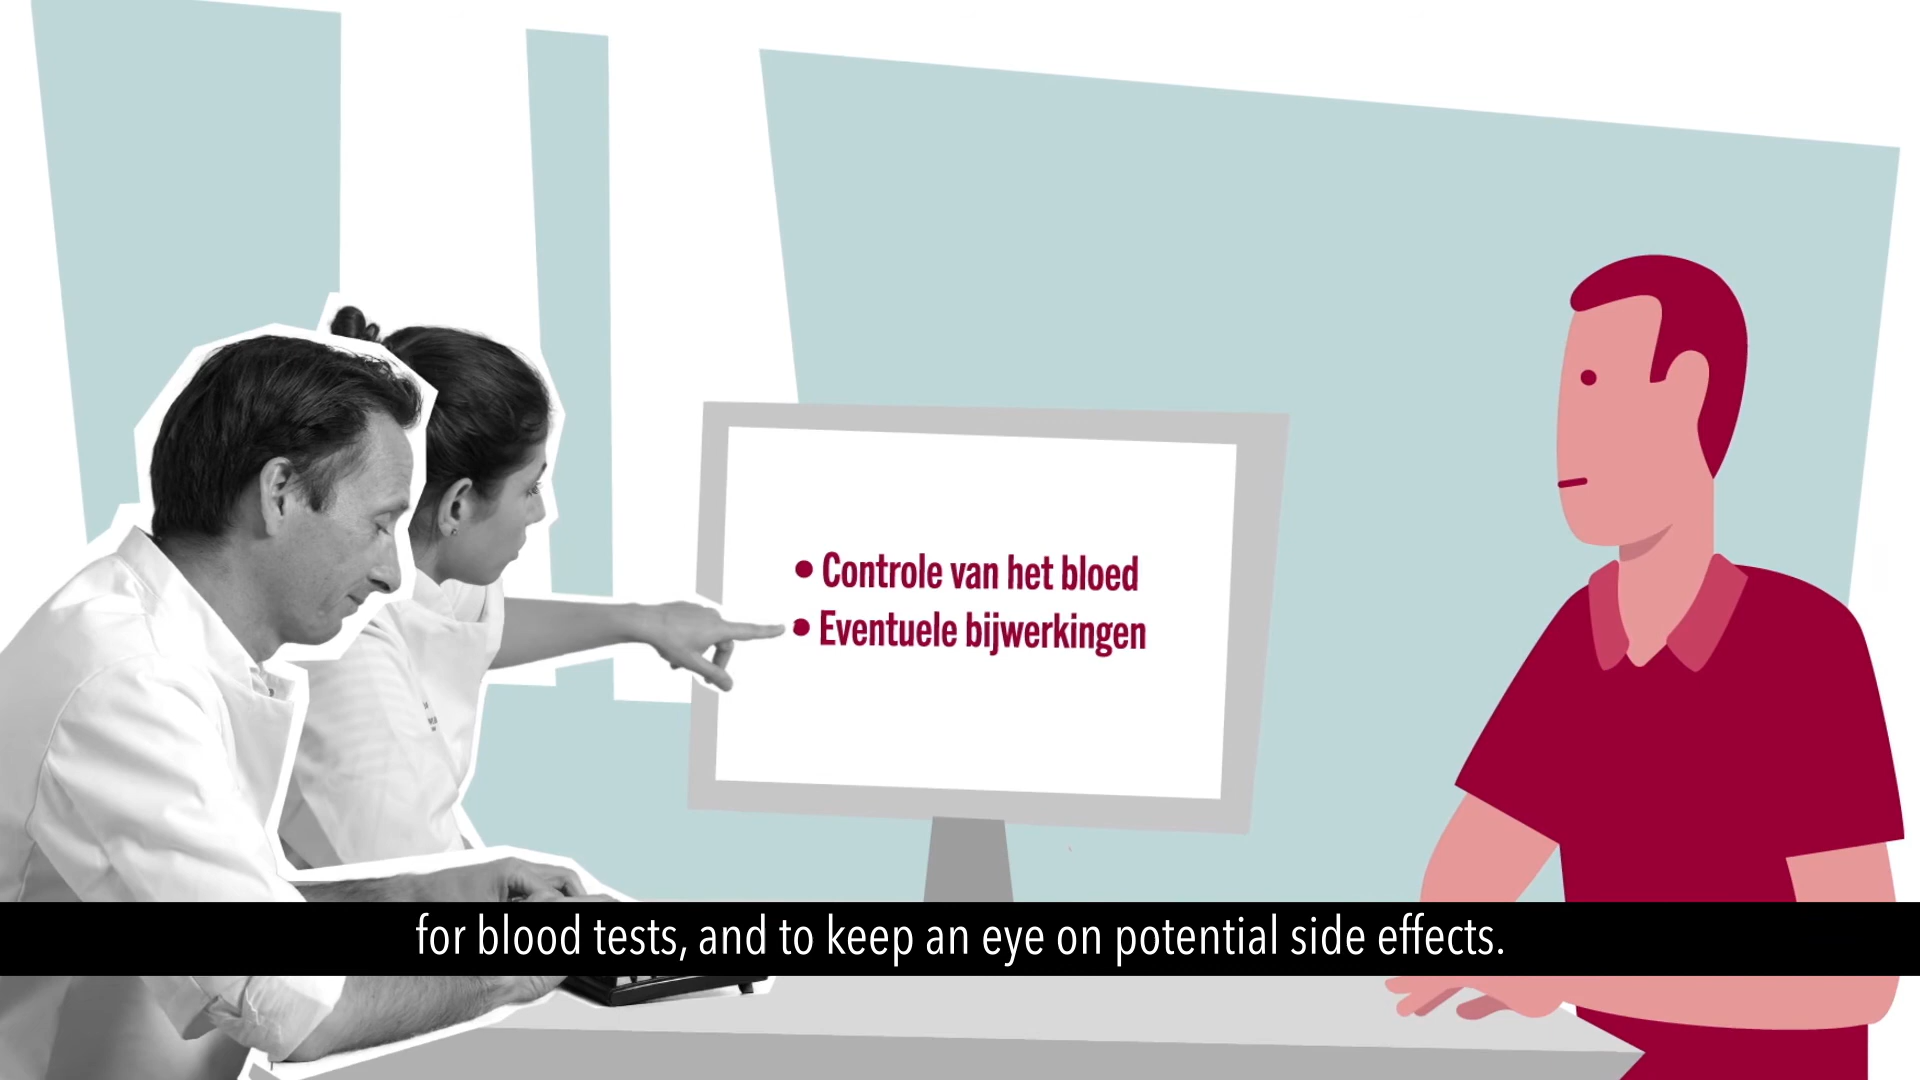 • Controle van het bloed
• Eventuele bijwerkingen
for blood tests, and to keep an eye on potential side effects.